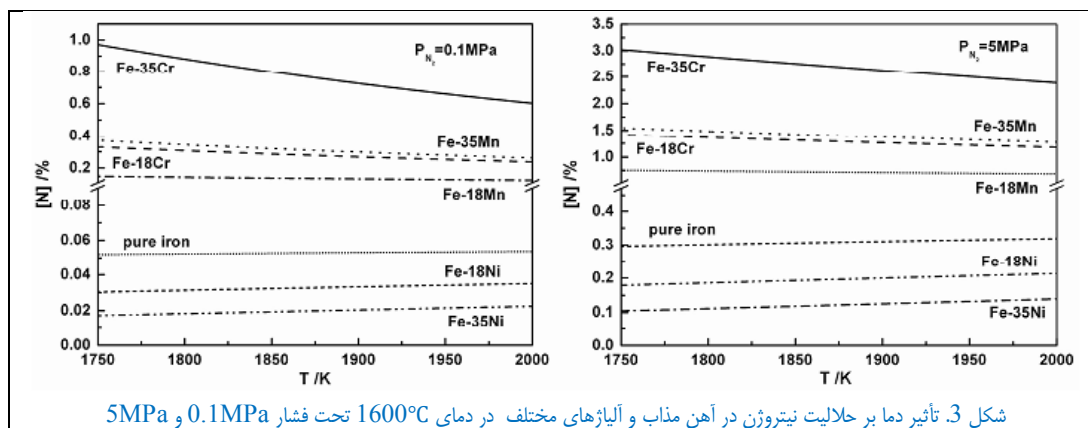 1.0
0.8
0.6
0.4
0.2
0.08
0.06
0.04
0.02
0.00
[N] /%
P_N₂=0.1MPa
Fe-35Cr
Fe-35Mn
Fe-18Cr
Fe-18Mn
pure iron
Fe-18Ni
Fe-35Ni
1750 1800 1850 1900 1950 2000
T /K
3.5
3.0
2.5
2.0
1.5
1.0
0.4
0.3
0.2
0.1
0.0
[N] /%
P_N₂=5MPa
Fe-35Cr
Fe-35Mn
Fe-18Cr
Fe-18Mn
pure iron
Fe-18Ni
Fe-35Ni
1750 1800 1850 1900 1950 2000
T /K
شکل 3. تأثیر دما بر حلالیت نیتروژن در آهن مذاب و آلیاژهای مختلف در دمای 1600°C تحت فشار 0.1MPa و 5MPa